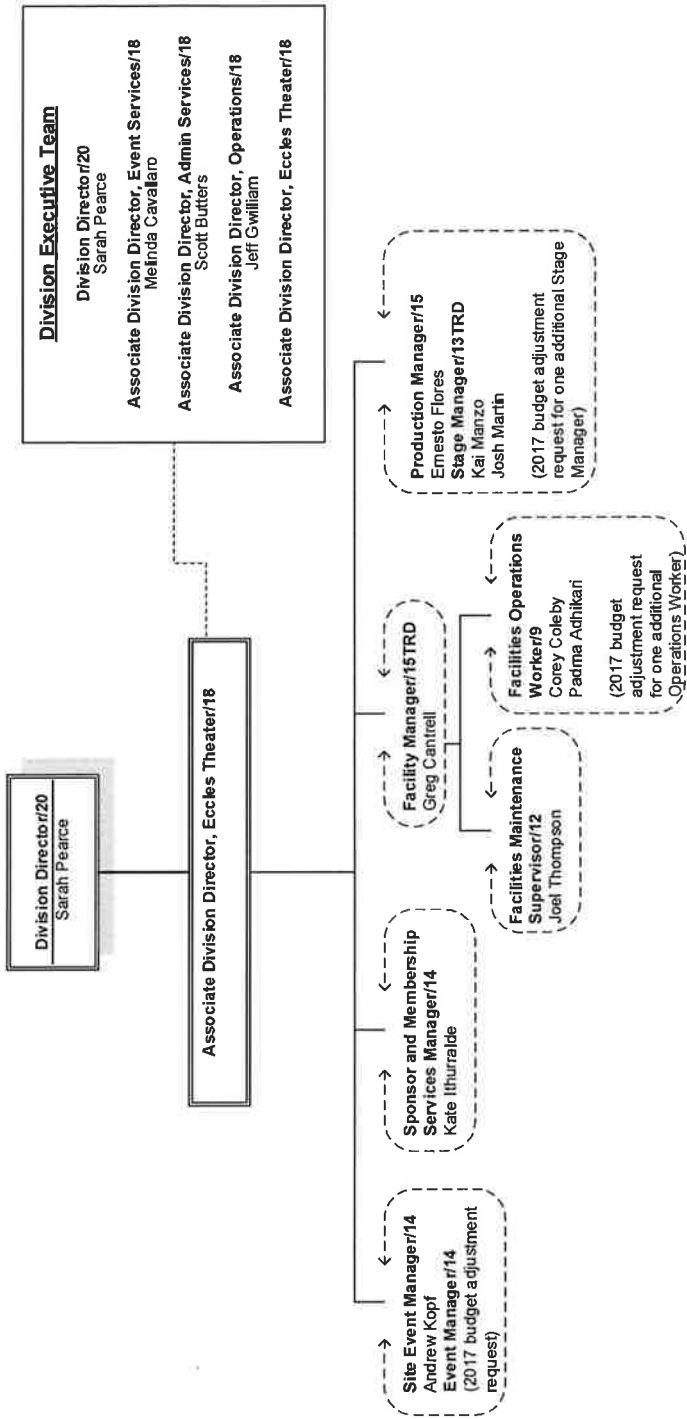 Division Director/20
Sarah Pearce
Division Executive Team
Division Director/20
Sarah Pearce
Associate Division Director, Event Services/18
Melinda Cavallaro
Associate Division Director, Admin Services/18
Scott Butters
Associate Division Director, Operations/18
Jeff Gwilliam
Associate Division Director, Eccles Theater/18
Associate Division Director, Eccles Theater/18
Site Event Manager/14
Andrew Kopf
Event Manager/14
(2017 budget adjustment
request)
Sponsor and Membership
Services Manager/14
Kate Ithurralde
Facility Manager/15TRD
Greg Cantrell
Facilities Maintenance
Supervisor/12
Joel Thompson
Facilities Operations
Worker/9
Corey Coleby
Padma Adhikari
(2017 budget
adjustment request
for one additional
Operations Worker)
Production Manager/15
Ernesto Flores
Stage Manager/13TRD
Kai Manzo
Josh Martin
(2017 budget adjustment
request for one additional Stage
Manager)